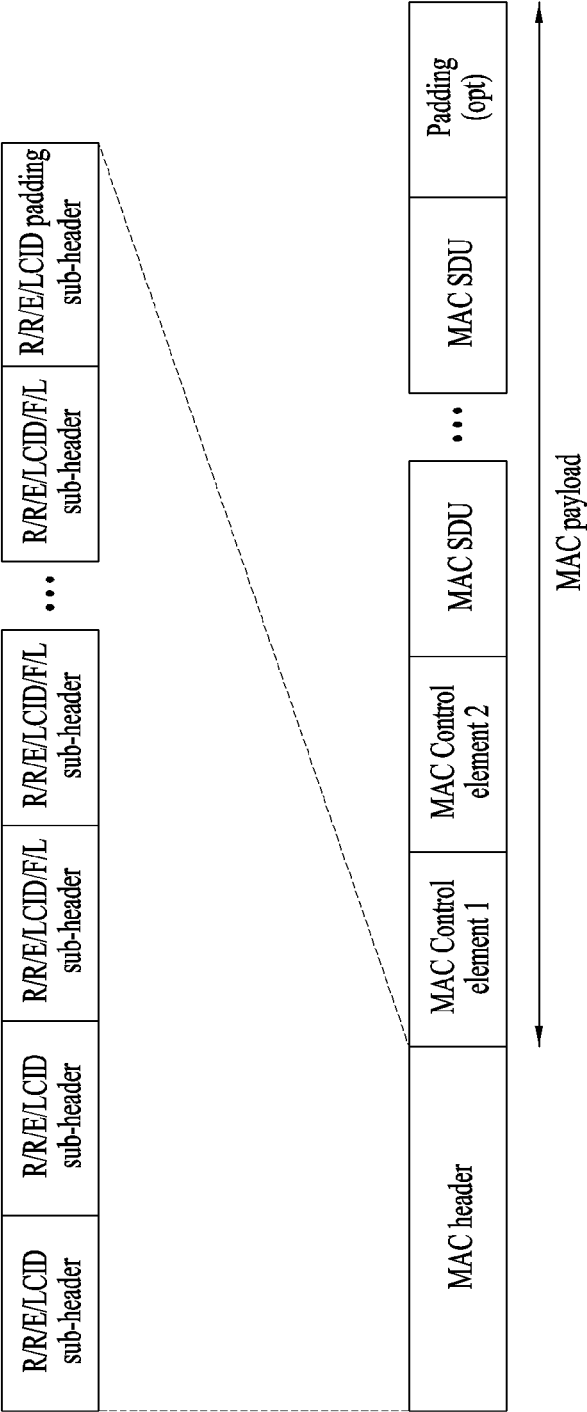 R/R/E/LCID
sub-header
R/R/E/LCID
sub-header
R/R/E/LCID/F/L
sub-header
R/R/E/LCID/F/L
sub-header
...
R/R/E/LCID/F/L
sub-header
R/R/E/LCID padding
sub-header
MAC header
MAC Control
element 1
MAC Control
element 2
MAC SDU
...
MAC SDU
Padding
(opt)
MAC payload